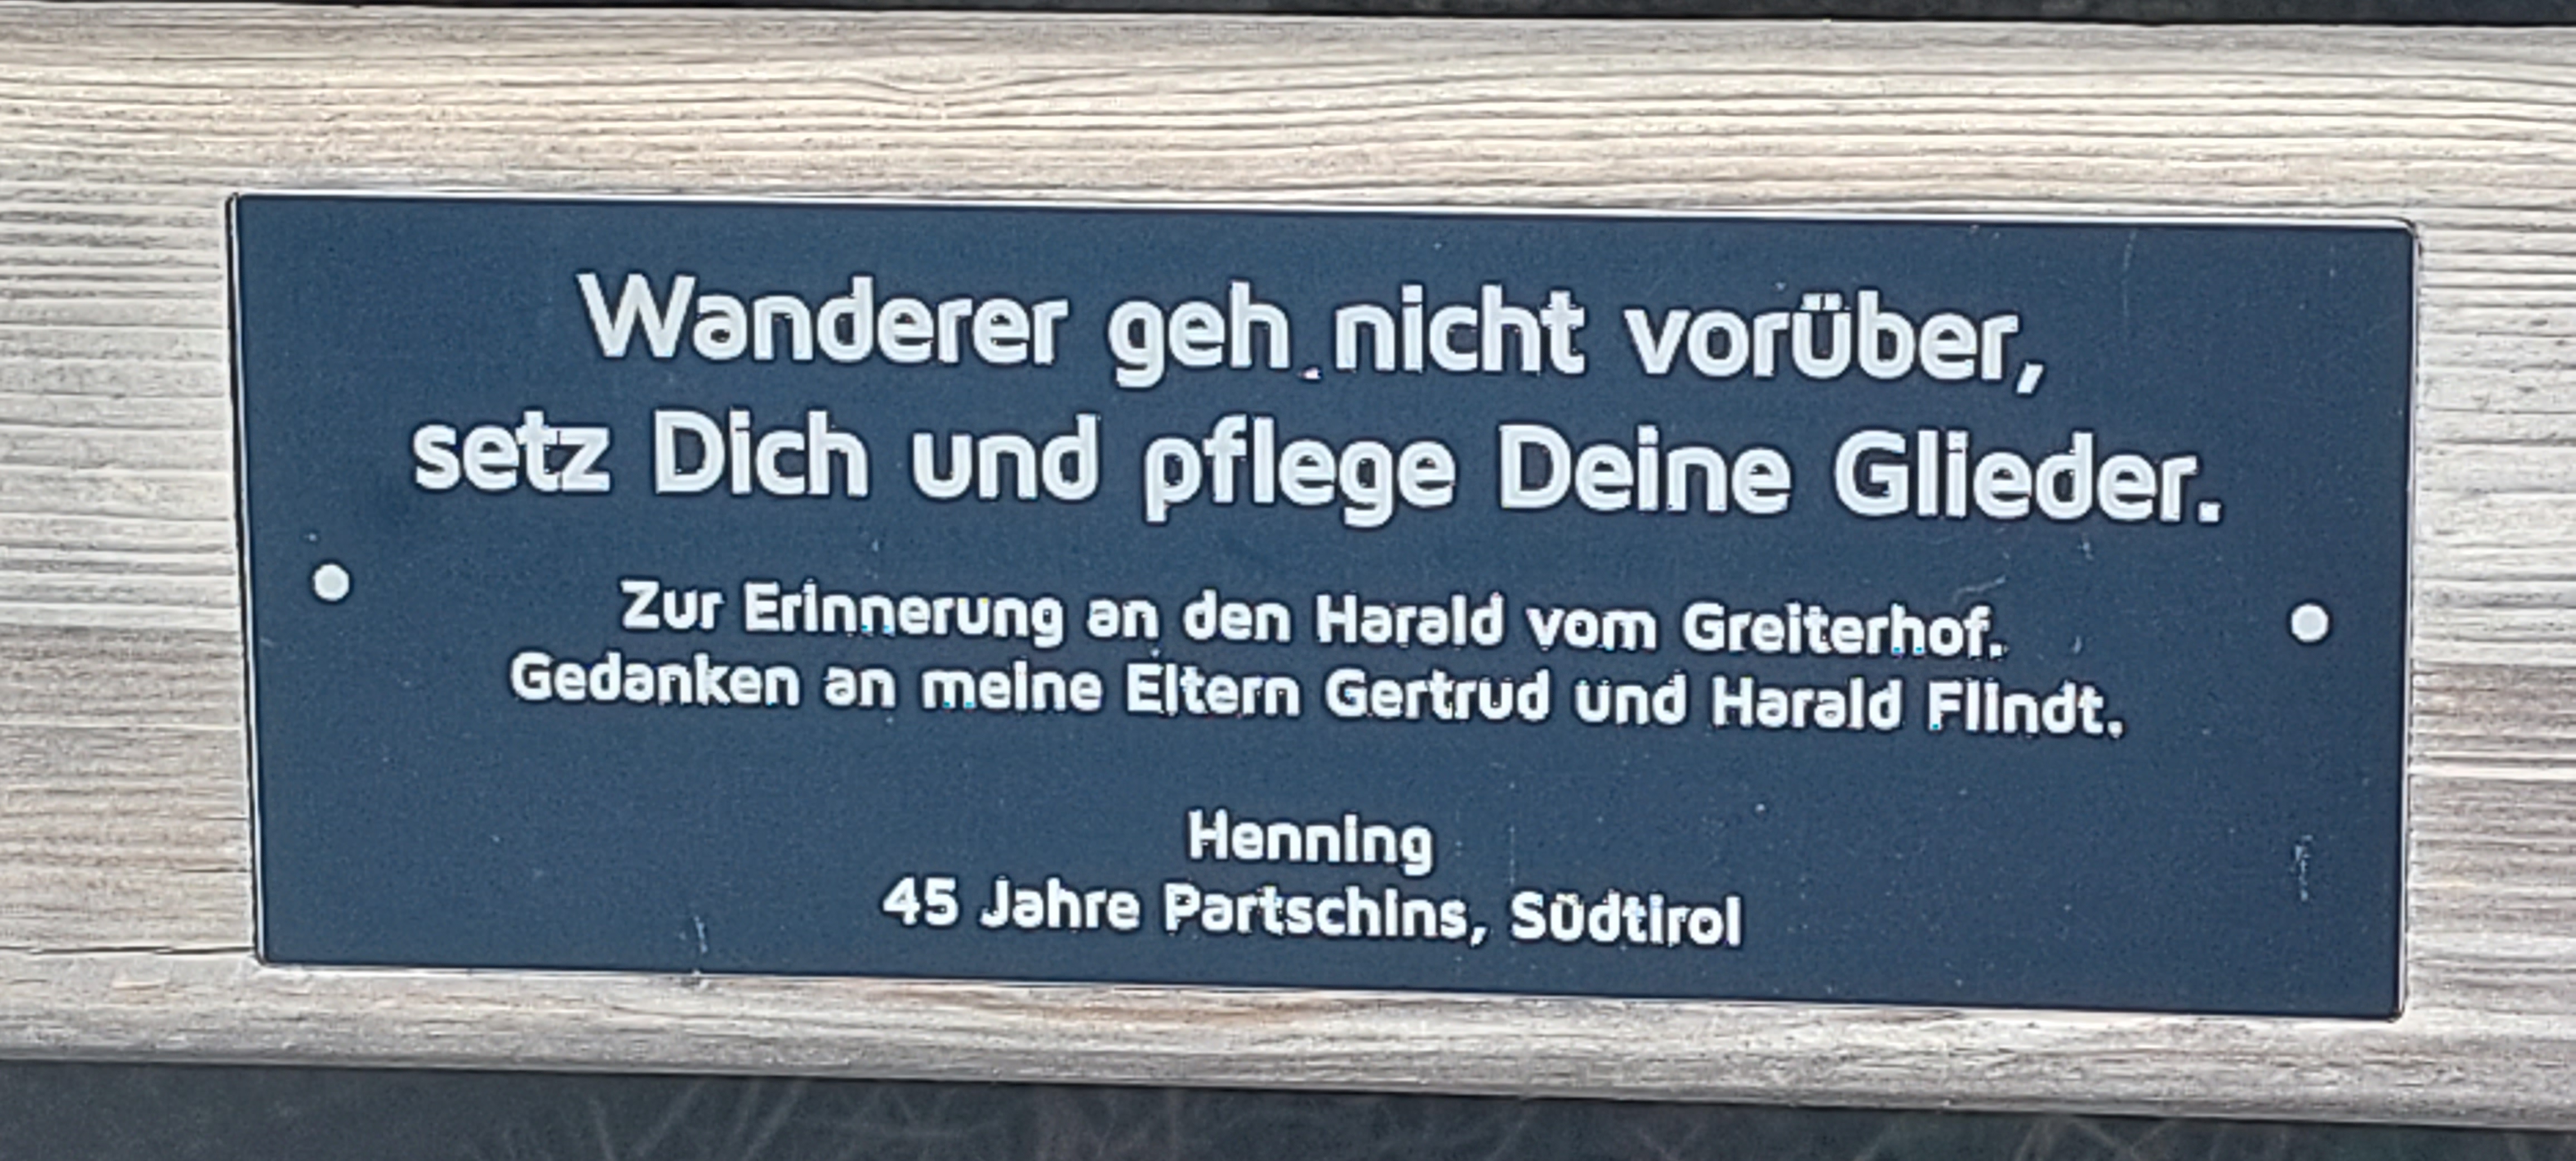 Wanderer geh nicht vorüber,
setz Dich und pflege Deine Glieder.
Zur Erinnerung an den Harald vom Greiterhof.
Gedanken an meine Eltern Gertrud und Harald Flindt.
Henning
45 Jahre Partschins, Südtirol